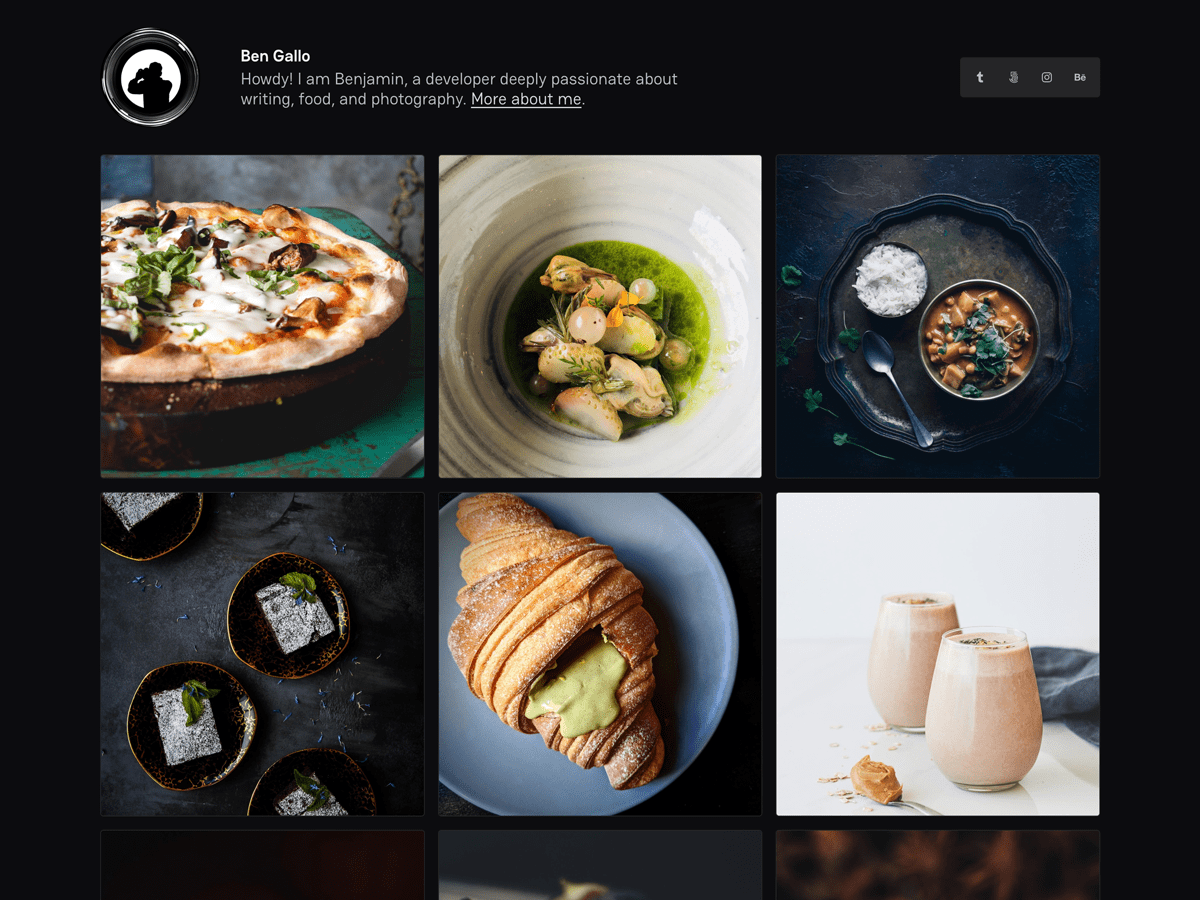 Ben Gallo
Howdy! I am Benjamin, a developer deeply passionate about
writing, food, and photography. More about me.
t
Bē